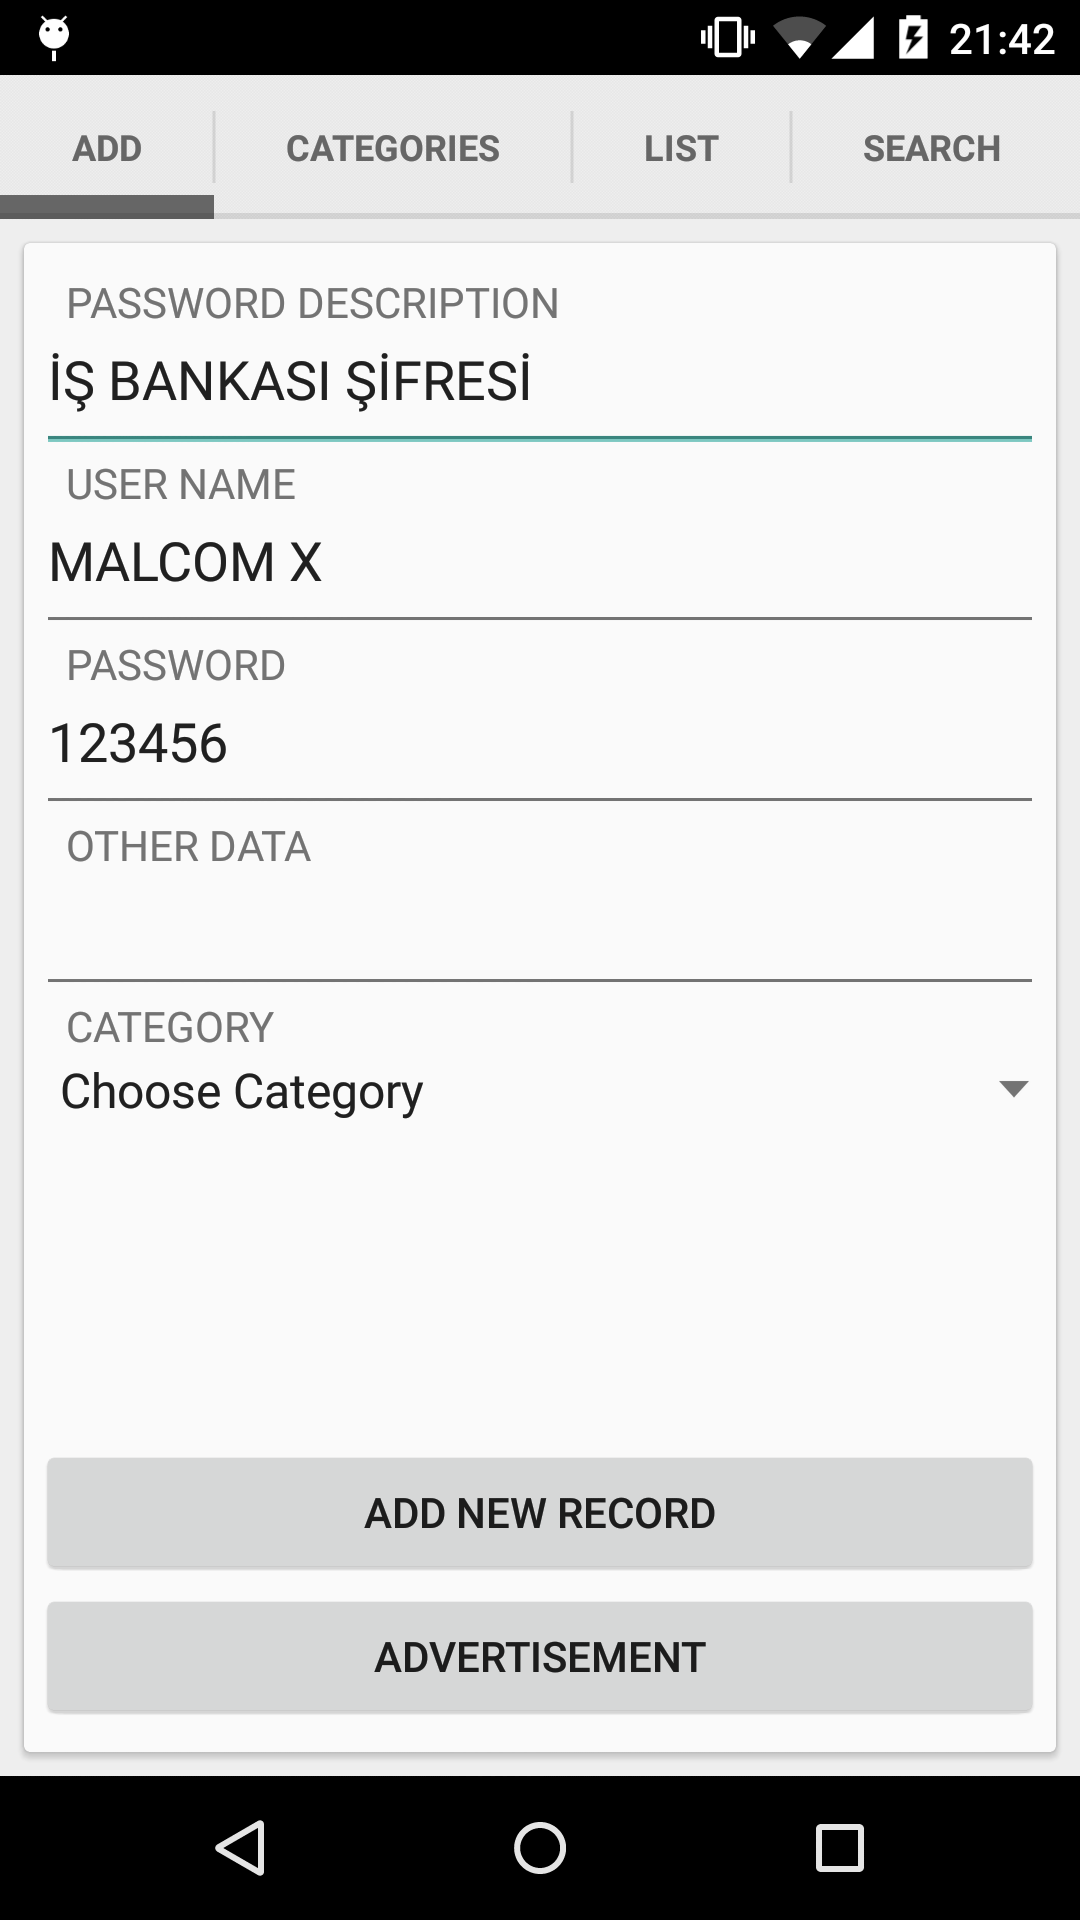 21:42
ADD CATEGORIES LIST SEARCH
PASSWORD DESCRIPTION
İŞ BANKASI ŞİFRESİ
USER NAME
MALCOM X
PASSWORD
123456
OTHER DATA
CATEGORY
Choose Category
ADD NEW RECORD
ADVERTISEMENT